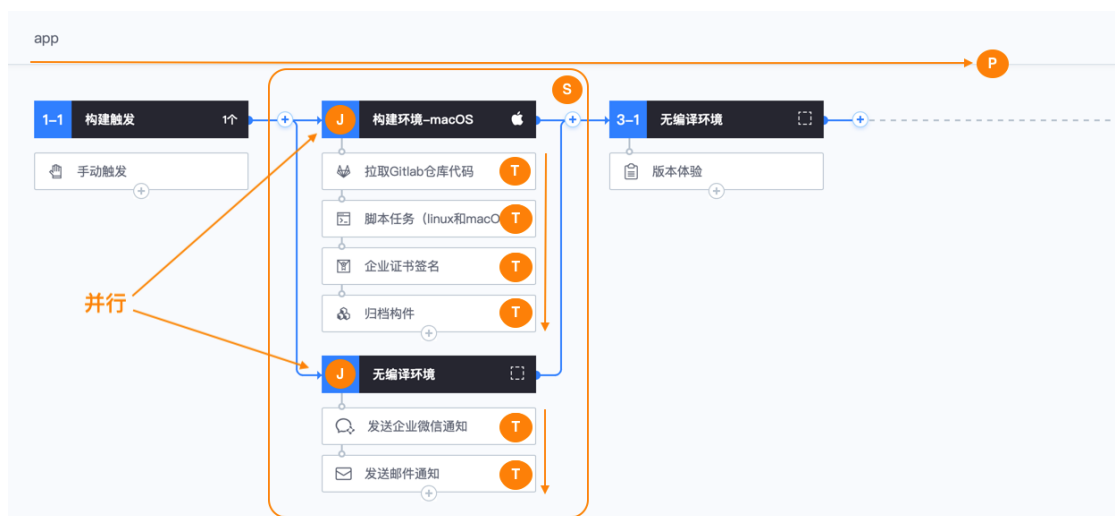 app
P
S
1-1 构建触发 1个
J 构建环境-macOS
3-1 无编译环境
手动触发
拉取Gitlab仓库代码 T
版本体验
脚本任务（linux和macO T
企业证书签名 T
并行
归档构件 T
J 无编译环境
发送企业微信通知 T
发送邮件通知 T